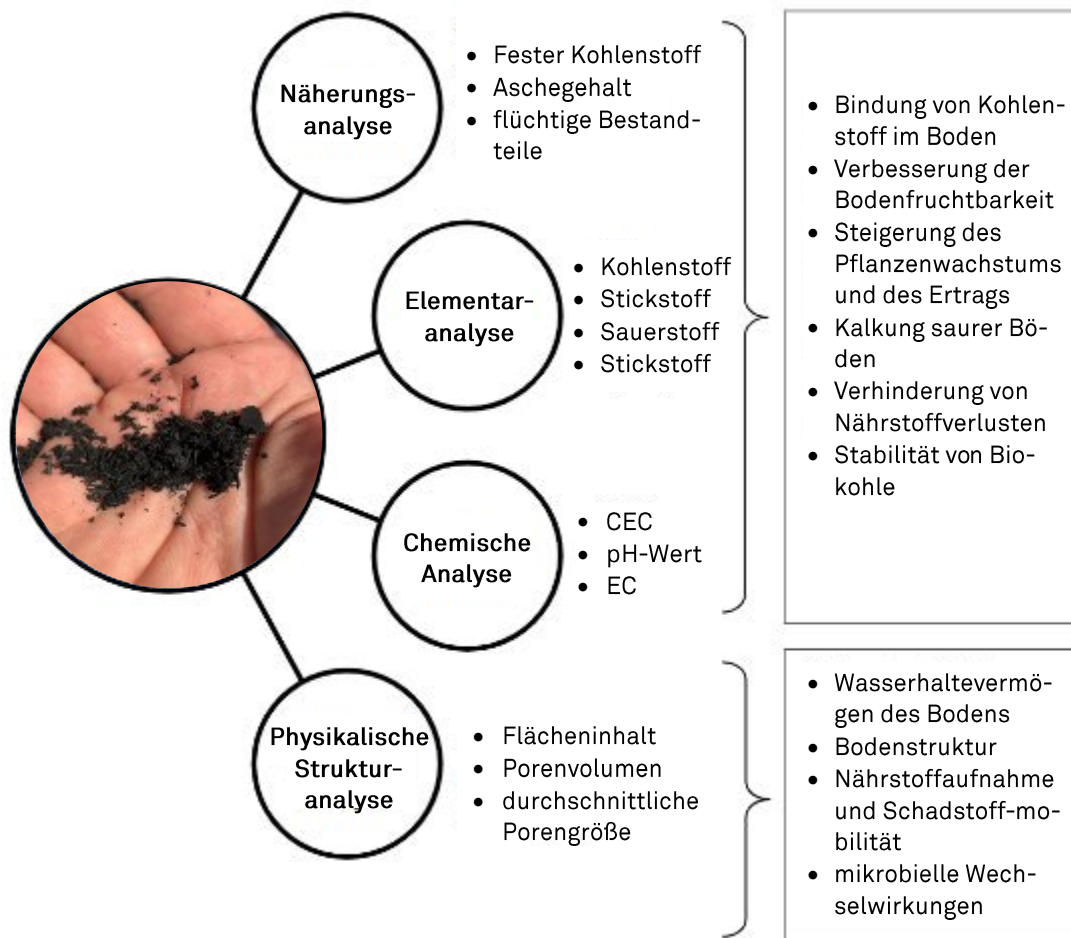 Näherungs-
analyse
• Fester Kohlenstoff
• Aschegehalt
• flüchtige Bestand-
teile
Elementar-
analyse
• Kohlenstoff
• Stickstoff
• Sauerstoff
• Stickstoff
Chemische
Analyse
• CEC
• pH-Wert
• EC
• Bindung von Kohlen-
stoff im Boden
• Verbesserung der
Bodenfruchtbarkeit
• Steigerung des
Pflanzenwachstums
und des Ertrags
• Kalkung saurer Bö-
den
• Verhinderung von
Nährstoffverlusten
• Stabilität von Bio-
kohle
Physikalische
Struktur-
analyse
• Flächeninhalt
• Porenvolumen
• durchschnittliche
Porengröße
• Wasserhaltevermö-
gen des Bodens
• Bodenstruktur
• Nährstoffaufnahme
und Schadstoff-mo-
bilität
• mikrobielle Wech-
selwirkungen